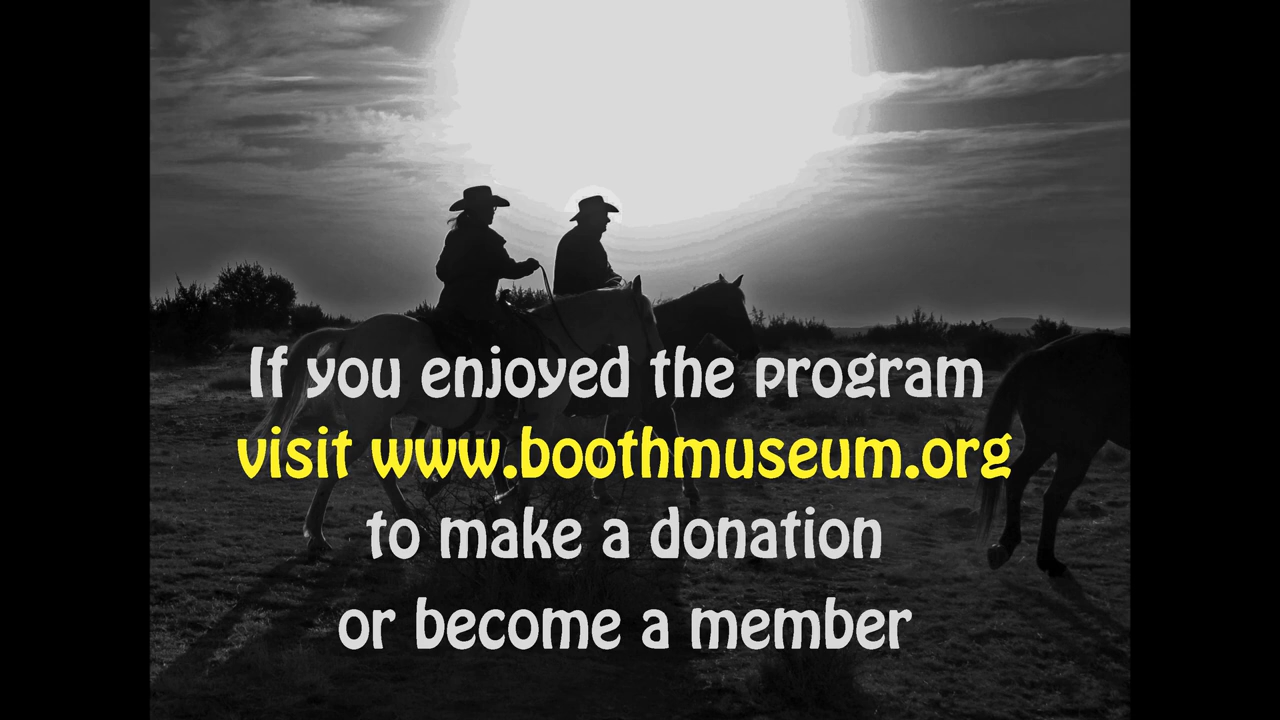 If you enjoyed the program
visit www.boothmuseum.org
to make a donation
or become a member